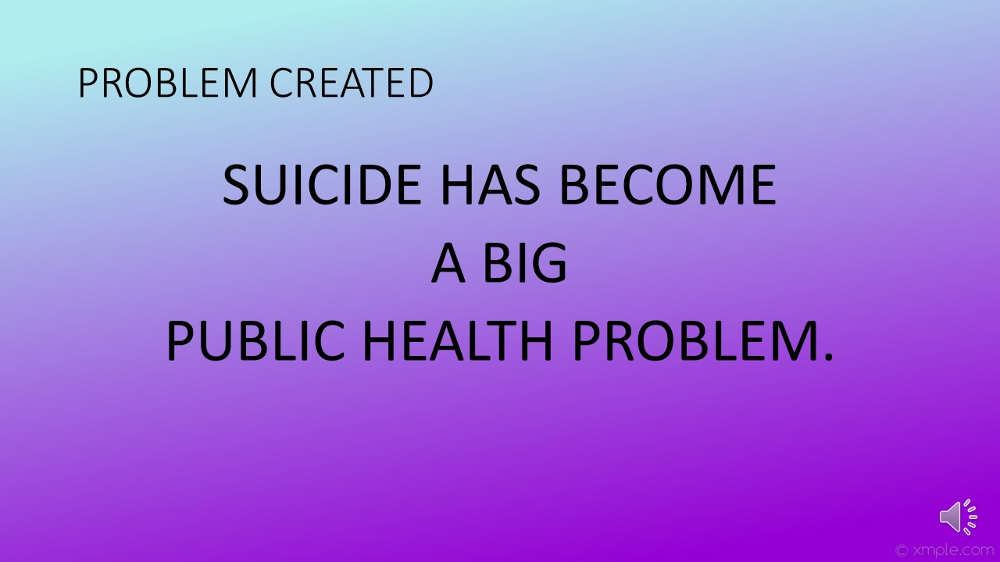 PROBLEM CREATED
SUICIDE HAS BECOME
A BIG
PUBLIC HEALTH PROBLEM.
© xmple.com